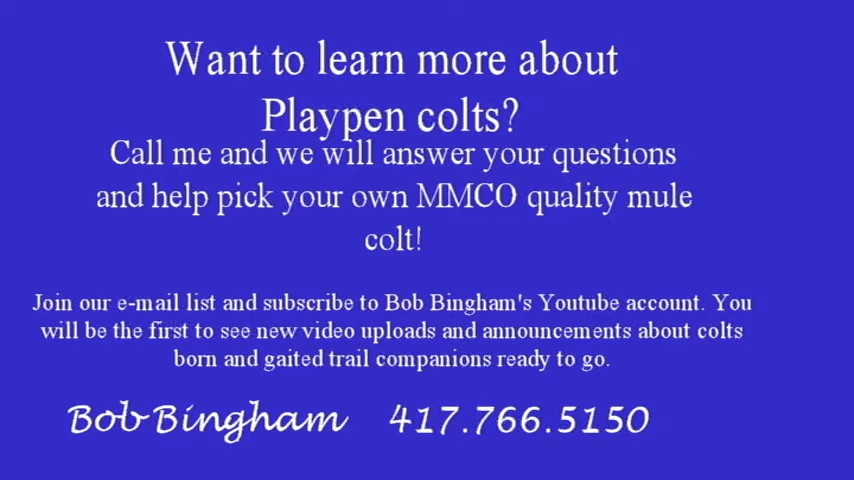 Want to learn more about
Playpen colts?
Call me and we will answer your questions
and help pick your own MMCO quality mule
colt!
Join our e-mail list and subscribe to Bob Bingham's Youtube account. You
will be the first to see new video uploads and announcements about colts
born and gaited trail companions ready to go.
Bob Bingham 417.766.5150